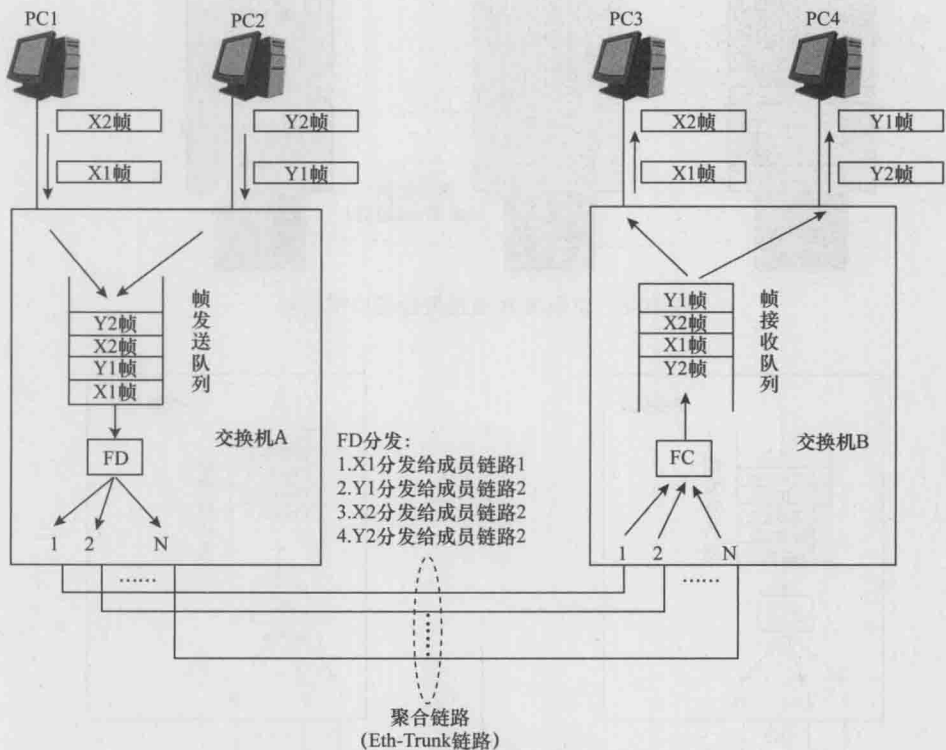 PC1
PC2
PC3
PC4
X2帧
X1帧
Y2帧
Y1帧
X2帧
X1帧
Y1帧
Y2帧
Y2帧
X2帧
Y1帧
X1帧
帧发送队列
FD
交换机A
1
2
N
......
FD分发：
1.X1分发给成员链路1
2.Y1分发给成员链路2
3.X2分发给成员链路2
4.Y2分发给成员链路2
Y1帧
X2帧
X1帧
Y2帧
帧接收队列
FC
交换机B
1
2
N
......
聚合链路
(Eth-Trunk链路)